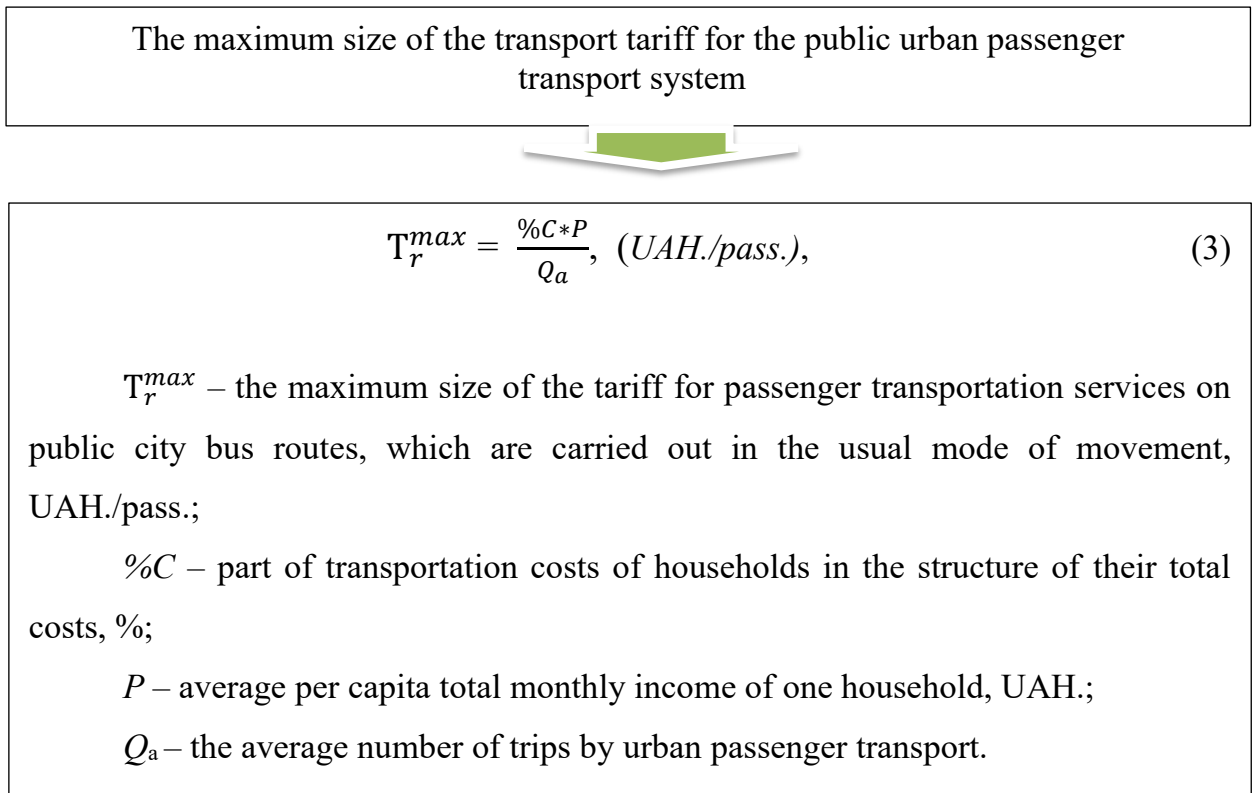 The maximum size of the transport tariff for the public urban passenger
transport system
T_r^{max} = \frac{%C*P}{Q_a}, (UAH./pass.), (3)
T_r^{max} – the maximum size of the tariff for passenger transportation services on
public city bus routes, which are carried out in the usual mode of movement,
UAH./pass.;
%C – part of transportation costs of households in the structure of their total
costs, %;
P – average per capita total monthly income of one household, UAH.;
Q_a – the average number of trips by urban passenger transport.